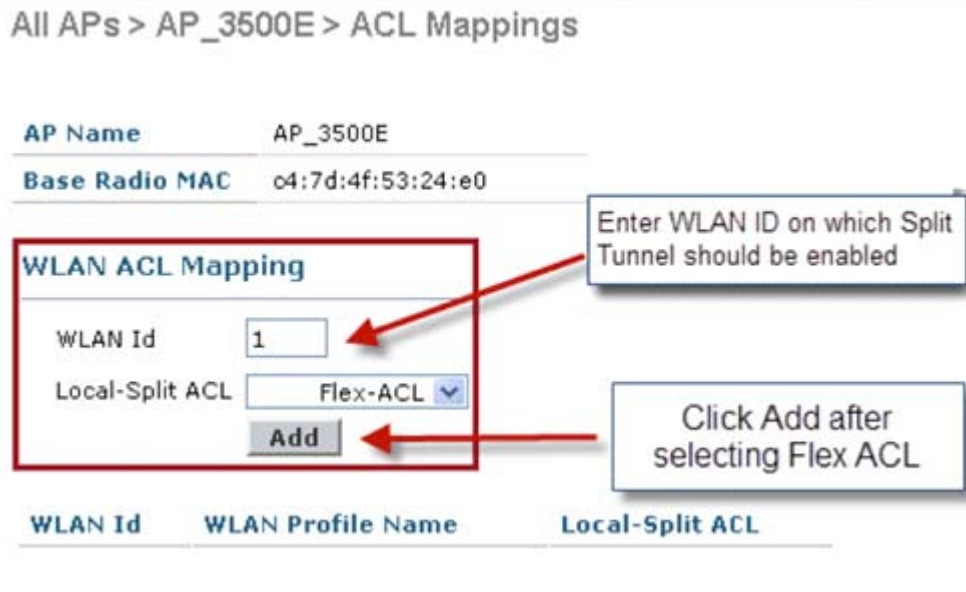 All APs > AP_3500E > ACL Mappings
AP Name AP_3500E
Base Radio MAC c4:7d:4f:53:24:e0
Enter WLAN ID on which Split
Tunnel should be enabled
WLAN ACL Mapping
WLAN Id 1
Local-Split ACL Flex-ACL
Add
Click Add after
selecting Flex ACL
WLAN Id WLAN Profile Name Local-Split ACL